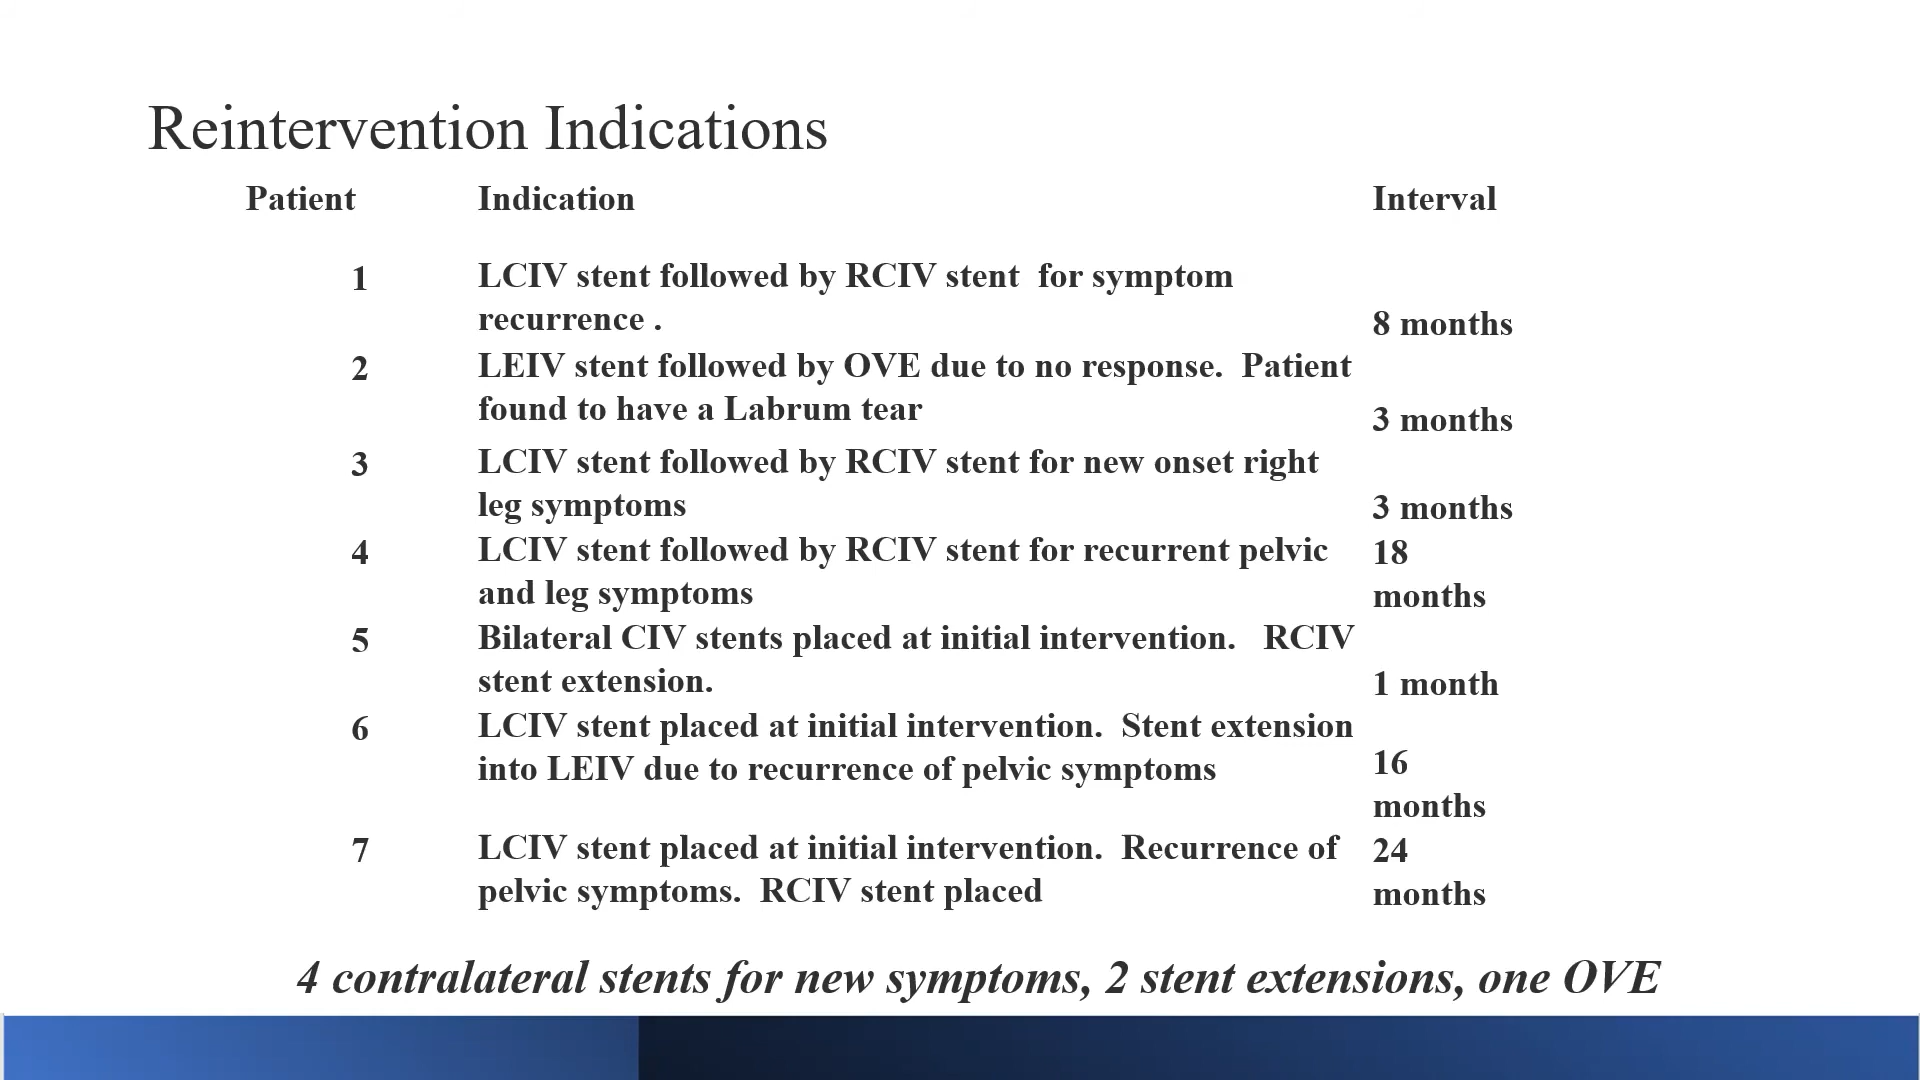 Reintervention Indications
Patient Indication Interval
1 LCIV stent followed by RCIV stent for symptom
recurrence .
8 months
2 LEIV stent followed by OVE due to no response. Patient
found to have a Labrum tear
3 months
3 LCIV stent followed by RCIV stent for new onset right
leg symptoms
3 months
4 LCIV stent followed by RCIV stent for recurrent pelvic 18
and leg symptoms months
5 Bilateral CIV stents placed at initial intervention. RCIV
stent extension.
1 month
6 LCIV stent placed at initial intervention. Stent extension
into LEIV due to recurrence of pelvic symptoms
16
months
7 LCIV stent placed at initial intervention. Recurrence of 24
pelvic symptoms. RCIV stent placed months
4 contralateral stents for new symptoms, 2 stent extensions, one OVE